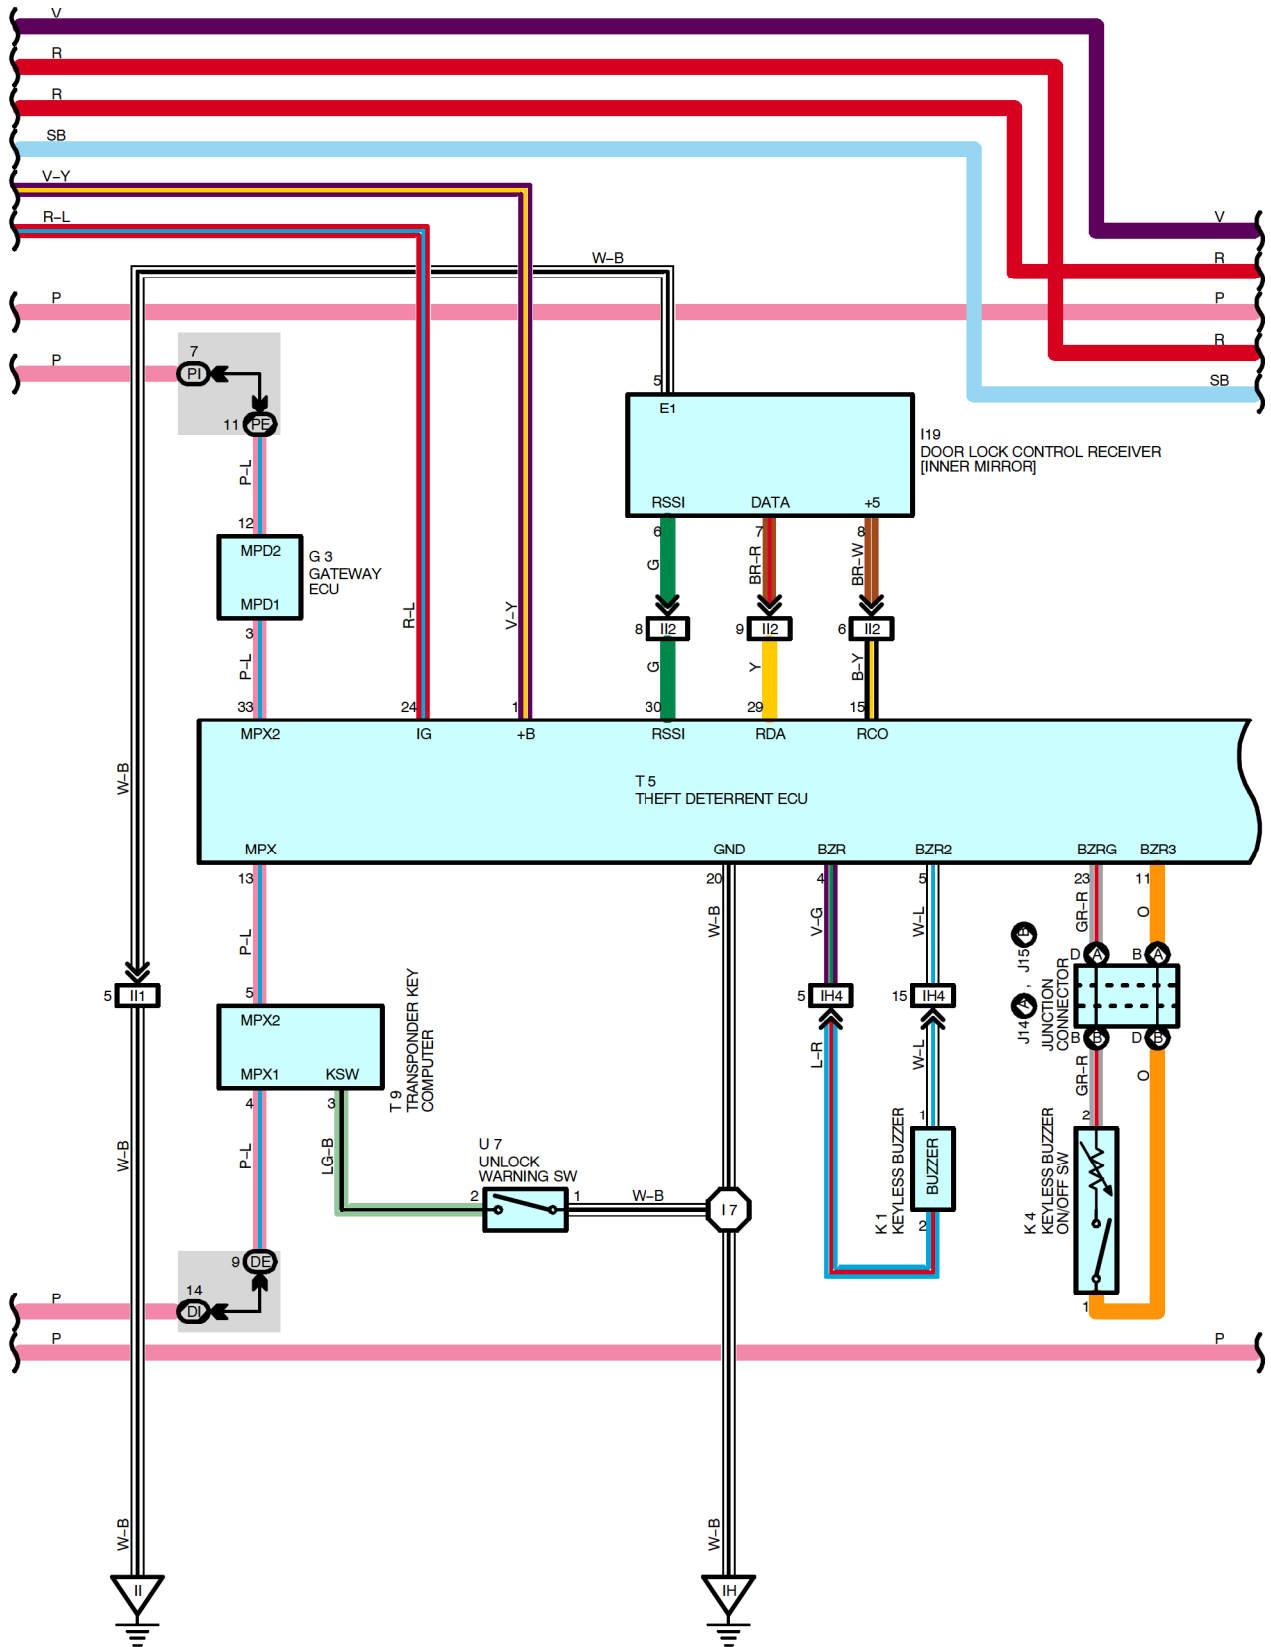 V
R
R
SB
V–Y
R–L
V
W–B
R
P
P
R
P
7
PI
SB
5
E1
11
PE
I19
DOOR LOCK CONTROL RECEIVER
[INNER MIRROR]
P–L
RSSI
DATA
+5
12
6
7
8
MPD2
G 3
GATEWAY
ECU
G
BR–R
BR–W
MPD1
R–L
V–Y
3
8
II2
9
II2
6
II2
P–L
G
Y
B–Y
33
24
1
30
29
15
MPX2
IG
+B
RSSI
RDA
RCO
W–B
T 5
THEFT DETERRENT ECU
MPX
GND
BZR
BZR2
BZRG
BZR3
13
20
4
5
23
11
P–L
W–B
V–G
W–L
GR–R
O
D
A
B
A
5
II1
5
5
IH4
15
IH4
J14 A , J15 B
JUNCTION
CONNECTOR
MPX2
B
B
D
B
MPX1
KSW
T 9
TRANSPONDER KEY
COMPUTER
L–R
W–L
GR–R
O
4
3
1
2
W–B
P–L
LG–B
U 7
UNLOCK
WARNING SW
2
1
W–B
I 7
K 1
KEYLESS BUZZER
BUZZER
K 4
KEYLESS BUZZER
ON/OFF SW
2
9
DE
14
DI
P
1
P
P
W–B
W–B
II
IH